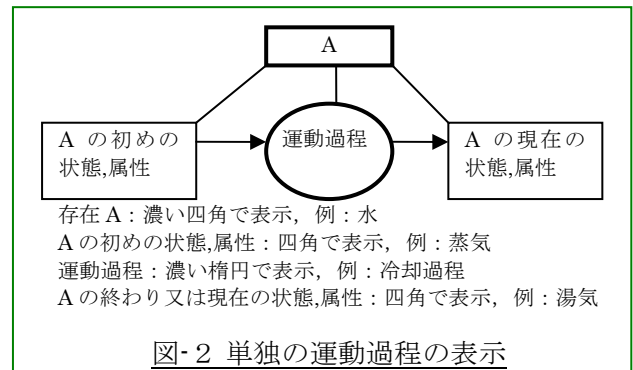 A
A の初めの
状態,属性
運動過程
A の現在の
状態,属性
存在 A：濃い四角で表示，例：水
A の初めの状態,属性：四角で表示，例：蒸気
運動過程：濃い楕円で表示，例：冷却過程
A の終わり又は現在の状態,属性：四角で表示，例：湯気
図-２ 単独の運動過程の表示